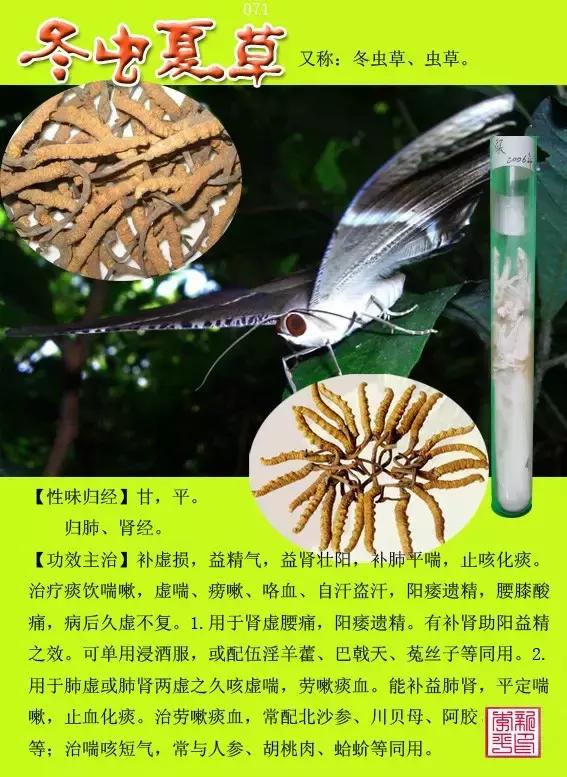 071
冬虫夏草
又称：冬虫草、虫草。
2006年
【性味归经】甘，平。
归肺、肾经。
【功效主治】补虚损，益精气，益肾壮阳，补肺平喘，止咳化痰。
治疗痰饮喘嗽，虚喘、痨嗽、咯血、自汗盗汗，阳痿遗精，腰膝酸
痛，病后久虚不复。1.用于肾虚腰痛，阳痿遗精。有补肾助阳益精
之效。可单用浸酒服，或配伍淫羊藿、巴戟天、菟丝子等同用。2.
用于肺虚或肺肾两虚之久咳虚喘，劳嗽痰血。能补益肺肾，平定喘
嗽，止血化痰。治劳嗽痰血，常配北沙参、川贝母、阿胶
等；治喘咳短气，常与人参、胡桃肉、蛤蚧等同用。